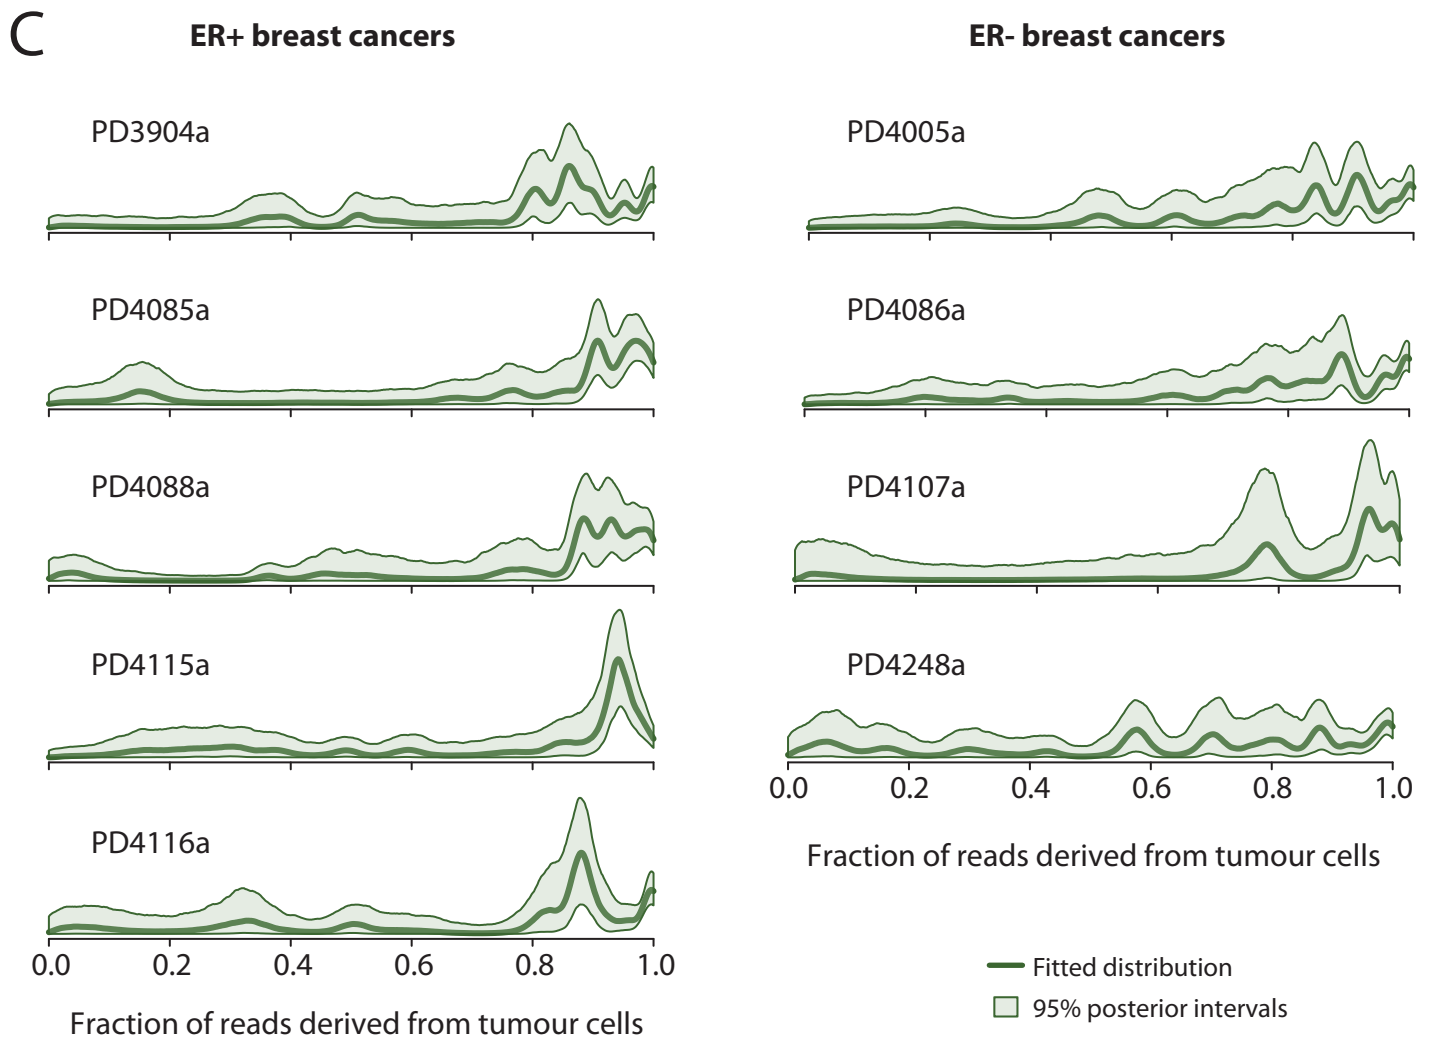 C
ER+ breast cancers
PD3904a
PD4085a
PD4088a
PD4115a
PD4116a
0.0 0.2 0.4 0.6 0.8 1.0
Fraction of reads derived from tumour cells
ER- breast cancers
PD4005a
PD4086a
PD4107a
PD4248a
0.0 0.2 0.4 0.6 0.8 1.0
Fraction of reads derived from tumour cells
Fitted distribution
95% posterior intervals